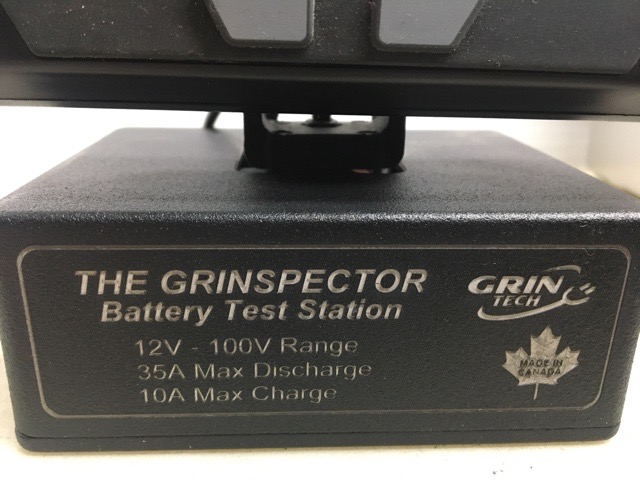 THE GRINSPECTOR
Battery Test Station
12V - 100V Range
35A Max Discharge
10A Max Charge
GRIN
TECH
MADE IN
CANADA